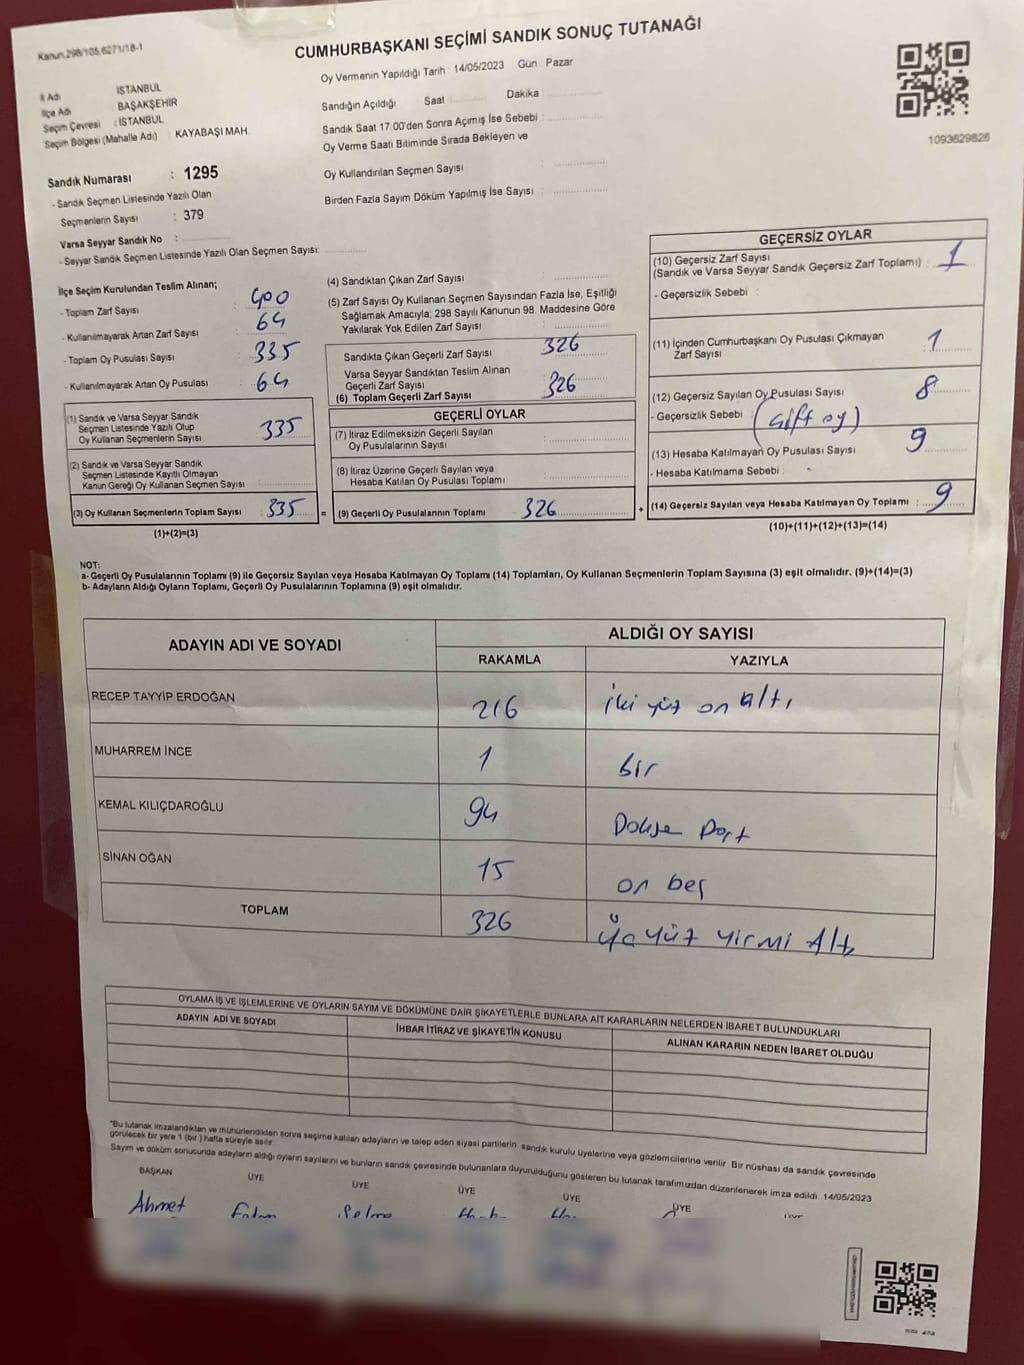 Kanun.298/105,6271/18-1
CUMHURBAŞKANI SEÇİMİ SANDIK SONUÇ TUTANAĞI
Oy Vermenin Yapıldığı Tarih : 14/05/2023 Gün : Pazar
İl Adı İSTANBUL
İlçe Adı BAŞAKŞEHİR
Seçim Çevresi : İSTANBUL
Seçim Bölgesi (Mahalle Adı) : KAYABAŞI MAH.
Sandık Numarası : 1295
- Sandık Seçmen Listesinde Yazılı Olan
Seçmenlerin Sayısı : 379
Varsa Seyyar Sandık No :
- Seyyar Sandık Seçmen Listesinde Yazılı Olan Seçmen Sayısı:
Sandığın Açıldığı Saat Dakika :
Sandık Saat 17:00'den Sonra Açımış İse Sebebi :
Oy Verme Saati Bitiminde Sırada Bekleyen ve
Oy Kullandırılan Seçmen Sayısı :
Birden Fazla Sayım Döküm Yapılmış İse Sayısı :
1093629826
İlçe Seçim Kurulundan Teslim Alınan;
- Toplam Zarf Sayısı : 400
- Kullanılmayarak Artan Zarf Sayısı : 64
- Toplam Oy Pusulası Sayısı : 335
- Kullanılmayarak Artan Oy Pusulası : 64
(1) Sandık ve Varsa Seyyar Sandık
Seçmen Listesinde Yazılı Olup
Oy Kullanan Seçmenlerin Sayısı : 335
(2) Sandık ve Varsa Seyyar Sandık
Seçmen Listesinde Kayıtlı Olmayan
Kanun Gereği Oy Kullanan Seçmen Sayısı :
(3) Oy Kullanan Seçmenlerin Toplam Sayısı : 335 =
(1)+(2)=(3)
(4) Sandıktan Çıkan Zarf Sayısı :
(5) Zarf Sayısı Oy Kullanan Seçmen Sayısından Fazla İse, Eşitliği
Sağlamak Amacıyla; 298 Sayılı Kanunun 98. Maddesine Göre
Yakılarak Yok Edilen Zarf Sayısı :
Sandıkta Çıkan Geçerli Zarf Sayısı : 326
Varsa Seyyar Sandıktan Teslim Alınan
Geçerli Zarf Sayısı :
(6) Toplam Geçerli Zarf Sayısı : 326
GEÇERLİ OYLAR
(7) İtiraz Edilmeksizin Geçerli Sayılan
Oy Pusulalarının Sayısı :
(8) İtiraz Üzerine Geçerli Sayılan veya
Hesaba Katılan Oy Pusulası Toplamı :
(9) Geçerli Oy Pusulalarının Toplamı : 326 +
GEÇERSİZ OYLAR
(10) Geçersiz Zarf Sayısı
(Sandık ve Varsa Seyyar Sandık Geçersiz Zarf Toplamı) : 1
- Geçersizlik Sebebi :
(11) İçinden Cumhurbaşkanı Oy Pusulası Çıkmayan
Zarf Sayısı : 1
(12) Geçersiz Sayılan Oy Pusulası Sayısı : 8
- Geçersizlik Sebebi : (Çift oy)
(13) Hesaba Katılmayan Oy Pusulası Sayısı : 9
- Hesaba Katılmama Sebebi :
(14) Geçersiz Sayılan veya Hesaba Katılmayan Oy Toplamı : 9
(10)+(11)+(12)+(13)=(14)
NOT:
a- Geçerli Oy Pusulalarının Toplamı (9) ile Geçersiz Sayılan veya Hesaba Katılmayan Oy Toplamı (14) Toplamları, Oy Kullanan Seçmenlerin Toplam Sayısına (3) eşit olmalıdır. (9)+(14)=(3)
b- Adayların Aldığı Oyların Toplamı, Geçerli Oy Pusulalarının Toplamına (9) eşit olmalıdır.
ADAYIN ADI VE SOYADI ALDIĞI OY SAYISI
RAKAMLA YAZIYLA
RECEP TAYYİP ERDOĞAN 216 iki yüz on altı
MUHARREM İNCE 1 bir
KEMAL KILIÇDAROĞLU 94 Doksan Dört
SİNAN OĞAN 15 on beş
TOPLAM 326 Üç yüz yirmi Altı
OYLAMA İŞ VE İŞLEMLERİNE VE OYLARIN SAYIM VE DÖKÜMÜNE DAİR ŞİKAYETLERLE BUNLARA AİT KARARLARIN NELERDEN İBARET BULUNDUKLARI
ADAYIN ADI VE SOYADI İHBAR İTİRAZ VE ŞİKAYETİN KONUSU ALINAN KARARIN NEDEN İBARET OLDUĞU
*Bu tutanak imzalandıktan ve mühürlendikten sonra seçime katılan adayların ve talep eden siyasi partilerin sandık kurulu üyelerine veya gözlemcilerine verilir. Bir nüshası da sandık çevresinde
görülecek bir yere 1 (bir) hafta süreyle asılır.
Sayım ve döküm sonucunda adayların aldığı oyların sayılarını ve bunların sandık çevresinde bulunanlara duyurulduğunu gösteren bu tutanak tarafımızdan düzenlenerek imza edildi. 14/05/2023
BAŞKAN ÜYE ÜYE ÜYE ÜYE ÜYE ÜYE
Ahmet Fatma Selma